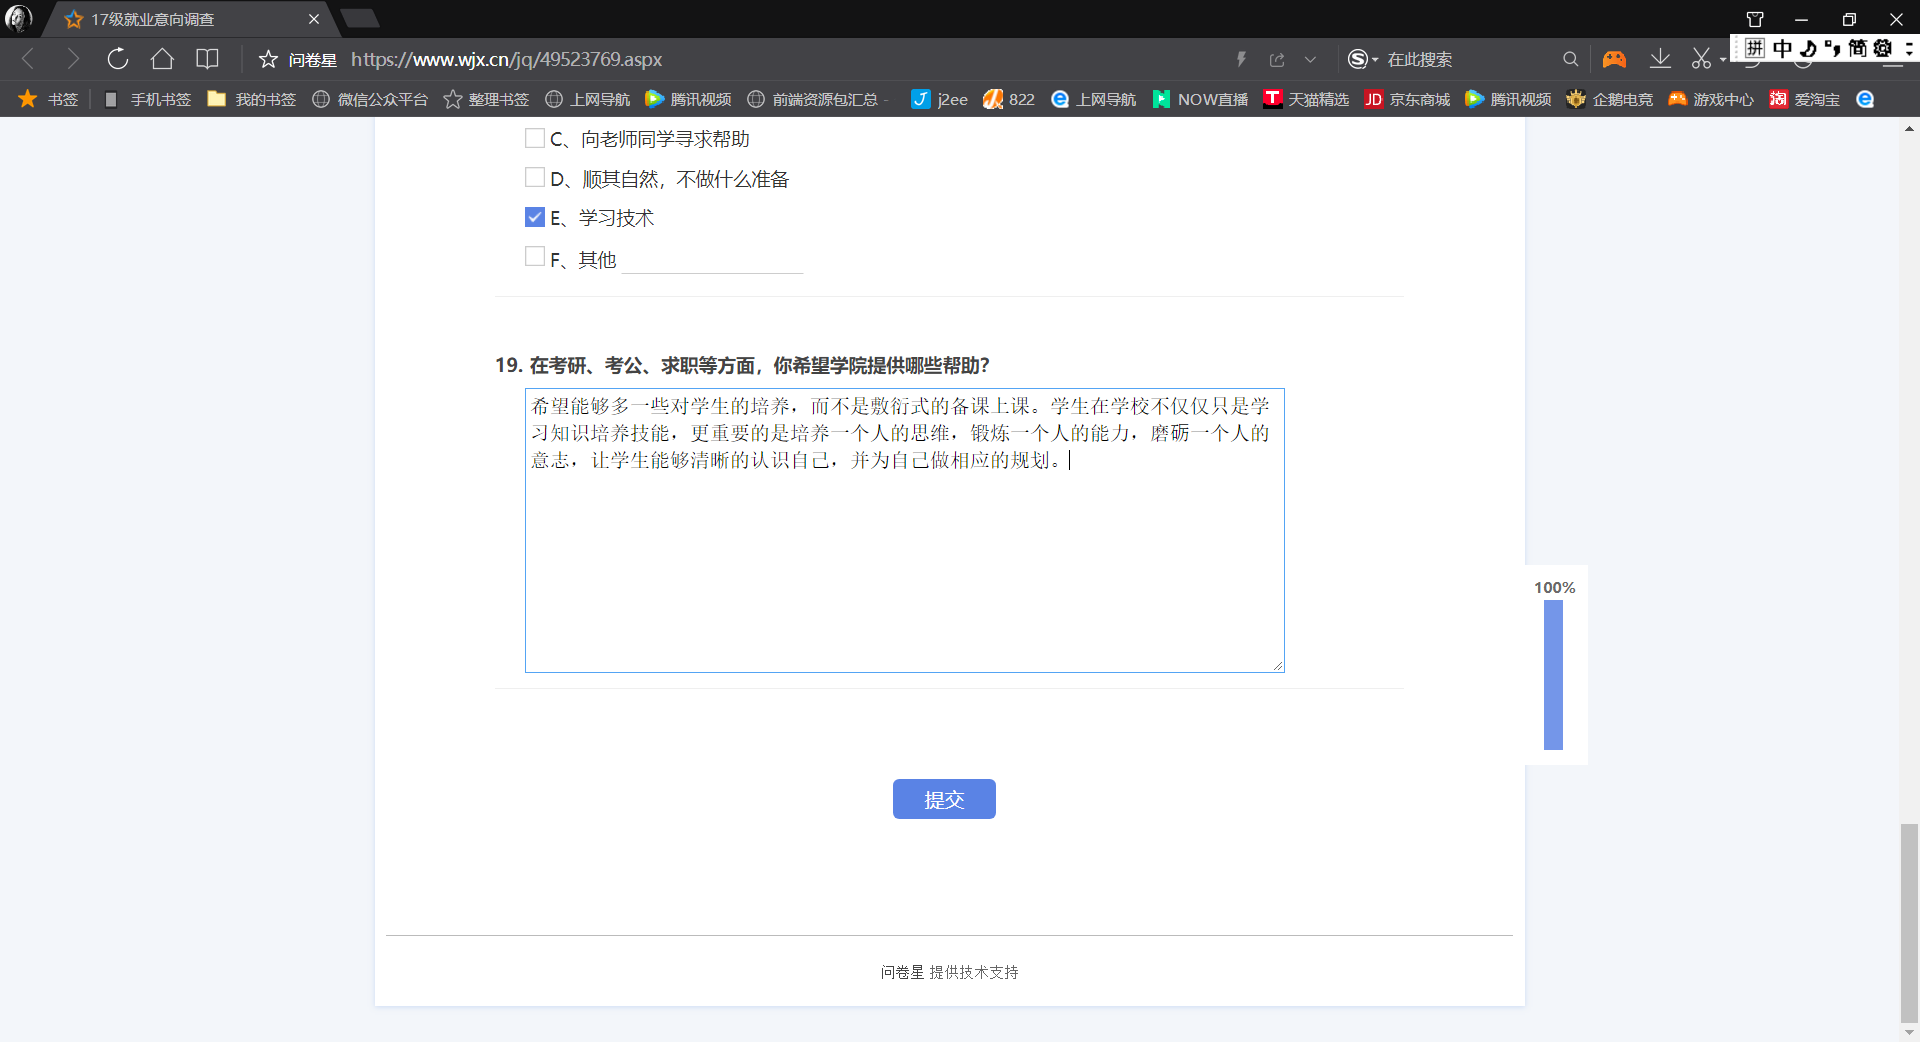 17级就业意向调查
拼 中 简
问卷星 https://www.wjx.cn/jq/49523769.aspx 在此搜索
书签 手机书签 我的书签 微信公众平台 整理书签 上网导航 腾讯视频 前端资源包汇总 - j2ee 822 上网导航 NOW直播 天猫精选 JD 京东商城 腾讯视频 企鹅电竞 游戏中心 淘 爱淘宝
C、向老师同学寻求帮助
D、顺其自然，不做什么准备
E、学习技术
F、其他
19. 在考研、考公、求职等方面，你希望学院提供哪些帮助？
希望能够多一些对学生的培养，而不是敷衍式的备课上课。学生在学校不仅仅只是学
习知识培养技能，更重要的是培养一个人的思维，锻炼一个人的能力，磨砺一个人的
意志，让学生能够清晰的认识自己，并为自己做相应的规划。
100%
提交
问卷星 提供技术支持